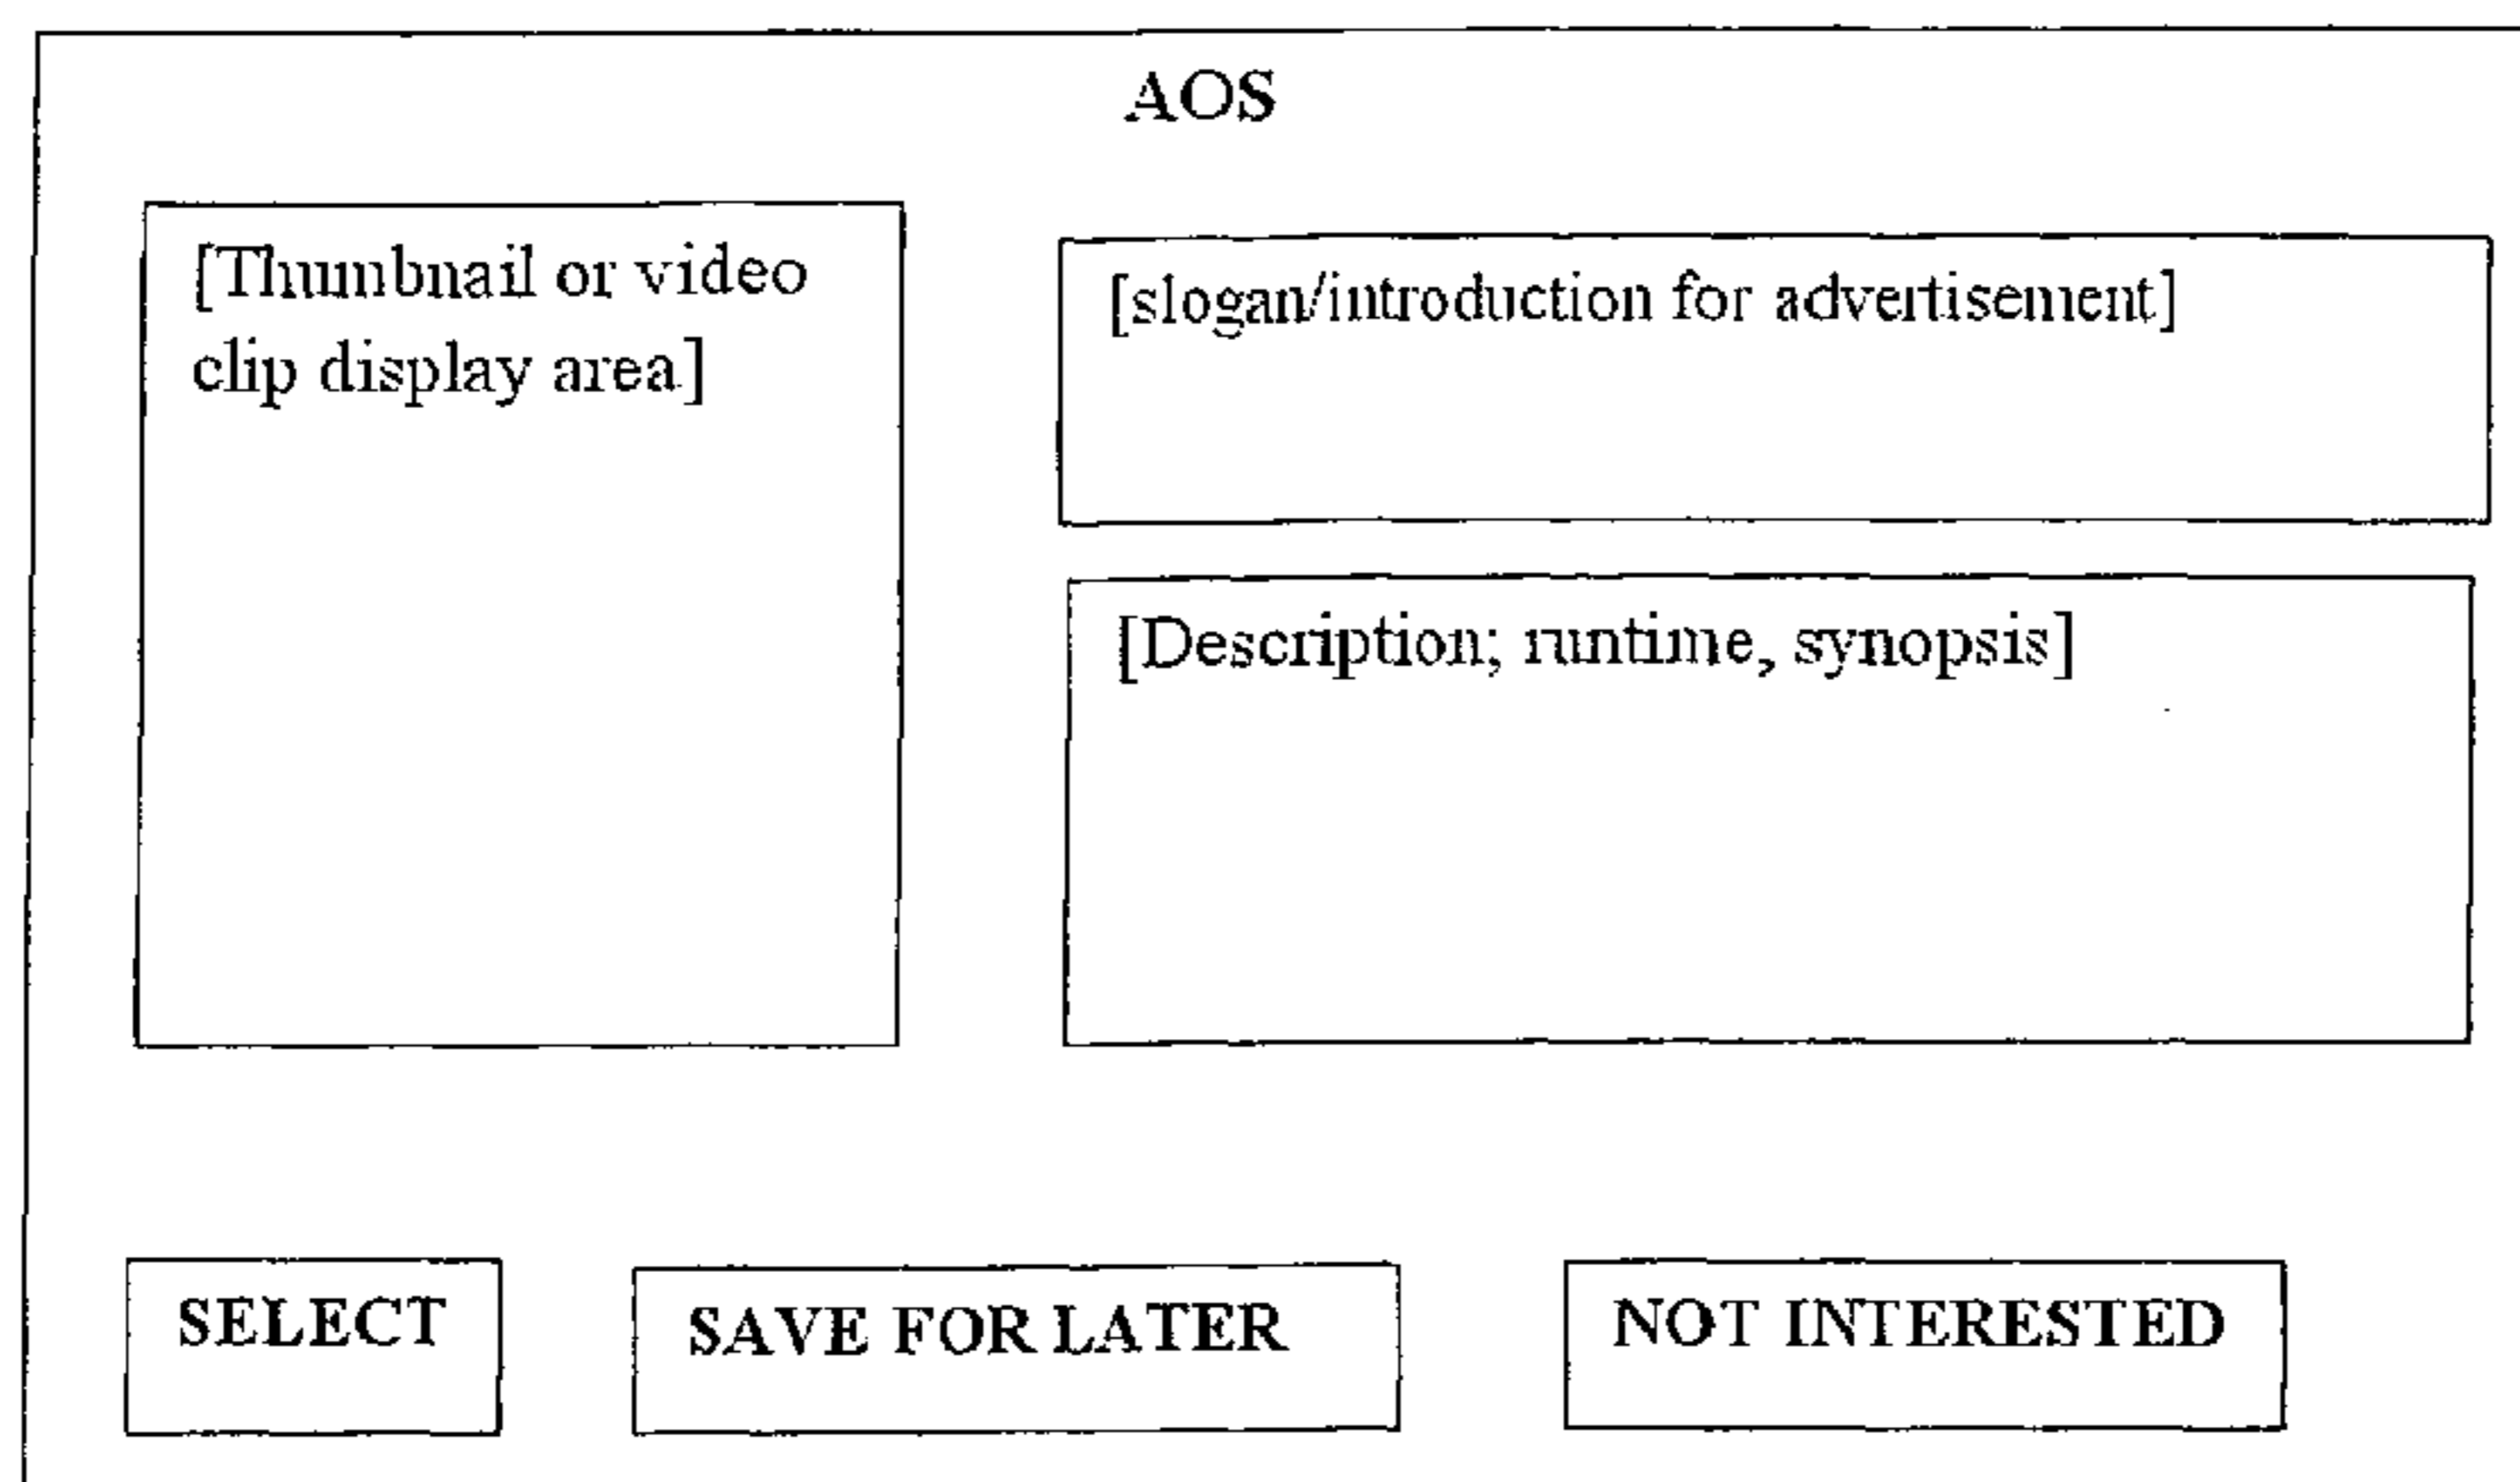 AOS
[Thumbnail or video
clip display area]
[slogan/introduction for advertisement]
[Description; runtime, synopsis]
SELECT
SAVE FOR LATER
NOT INTERESTED